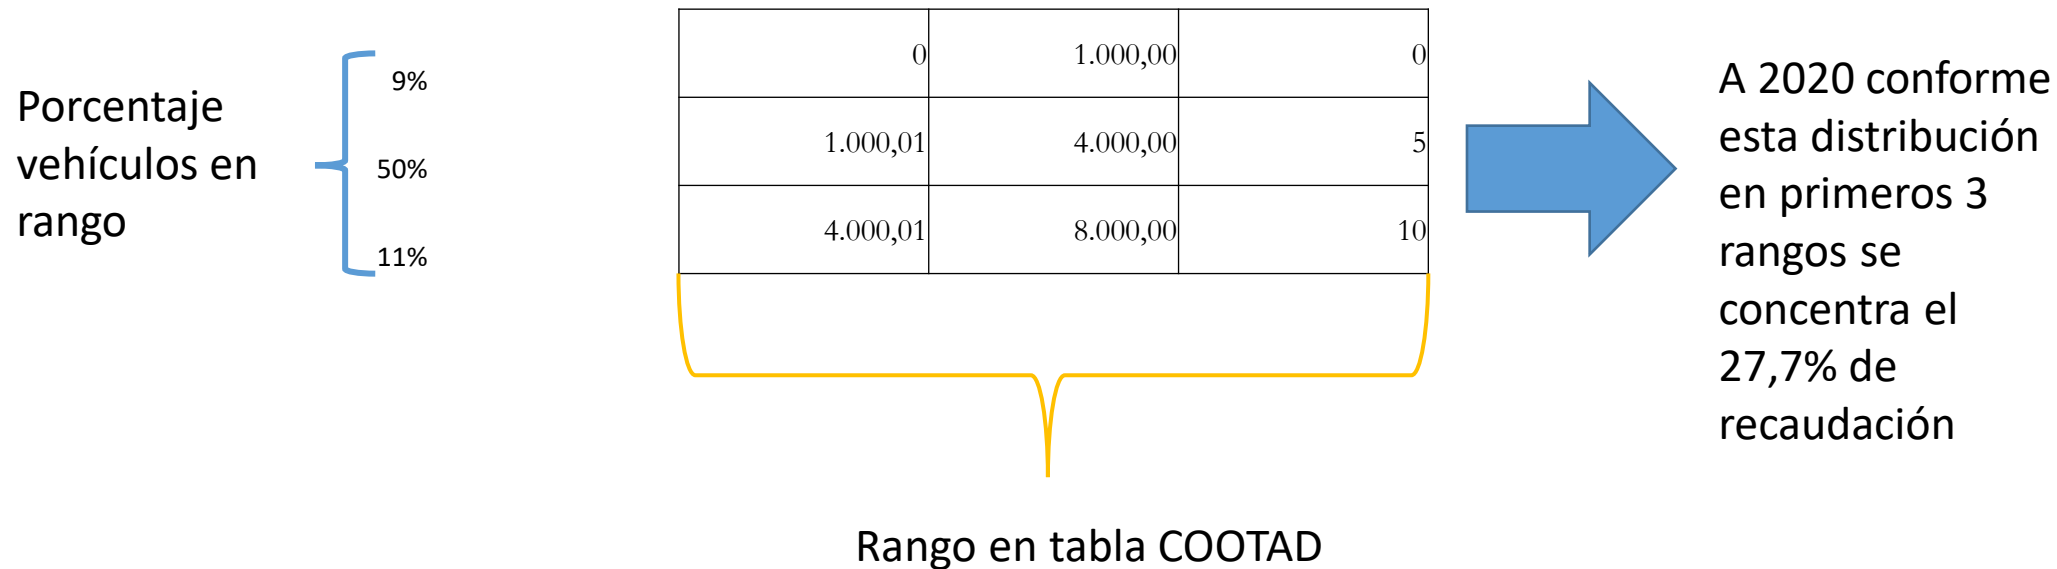 Porcentaje
vehículos en
rango
9%
50%
11%
0 1.000,00 0
1.000,01 4.000,00 5
4.000,01 8.000,00 10
A 2020 conforme
esta distribución
en primeros 3
rangos se
concentra el
27,7% de
recaudación
Rango en tabla COOTAD